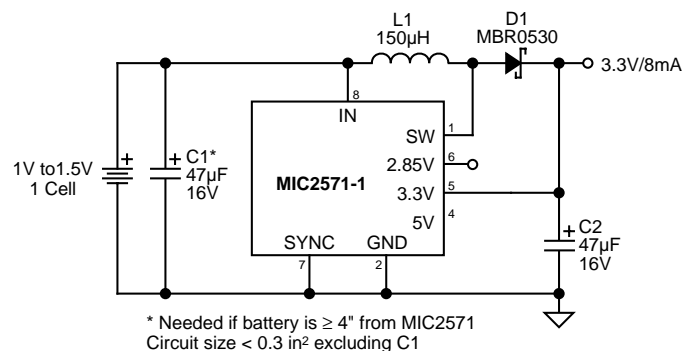 L1
150µH
D1
MBR0530
3.3V/8mA
8
IN
SW
1
2.85V
6
MIC2571-1
3.3V
5
5V
4
SYNC
GND
7
2
1V to1.5V
1 Cell
+
+
C1*
47µF
16V
+
C2
47µF
16V
* Needed if battery is ≥ 4" from MIC2571
Circuit size < 0.3 in² excluding C1